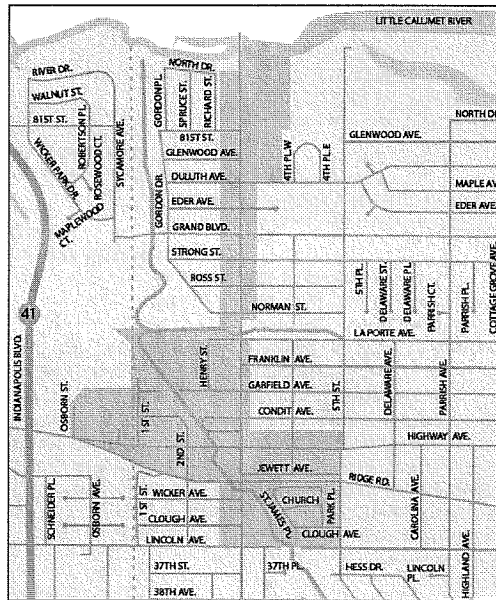 LITTLE CALUMET RIVER
RIVER DR.
WALNUT ST.
81ST ST.
ROBERTSON PL.
WICKER PARK DR.
ROSEWOOD CT.
MAPLEWOOD CT.
SYCAMORE AVE.
NORTH DR.
GORDON PL.
SPRUCE ST.
RICHARD ST.
81ST ST.
GLENWOOD AVE.
DULUTH AVE.
EDER AVE.
GORDON DR.
GRAND BLVD.
STRONG ST.
ROSS ST.
NORMAN ST.
4TH PL. W
4TH PL. E
NORTH DR
GLENWOOD AVE.
MAPLE AV
EDER AVE.
5TH PL.
DELAWARE ST.
DELAWARE PL.
PARRISH CT.
PARRISH PL.
COTTAGE GROVE AVE.
LA PORTE AVE.
41
INDIANAPOLIS BLVD.
OSBORN ST.
HENRY ST.
FRANKLIN AVE.
GARFIELD AVE.
CONDIT AVE.
5TH ST.
DELAWARE AVE.
PARRISH AVE.
1 ST ST.
2ND ST.
HIGHWAY AVE.
JEWETT AVE.
RIDGE RD.
SCHNEIDER PL.
OSBORN AVE.
1 ST ST.
WICKER AVE.
CLOUGH AVE.
LINCOLN AVE.
ST. JAMES PL.
CHURCH
PARK PL.
CLOUGH AVE.
CAROLINA AVE.
HIGHLAND AVE.
37TH ST.
38TH AVE.
37TH PL.
HESS DR.
LINCOLN PL.